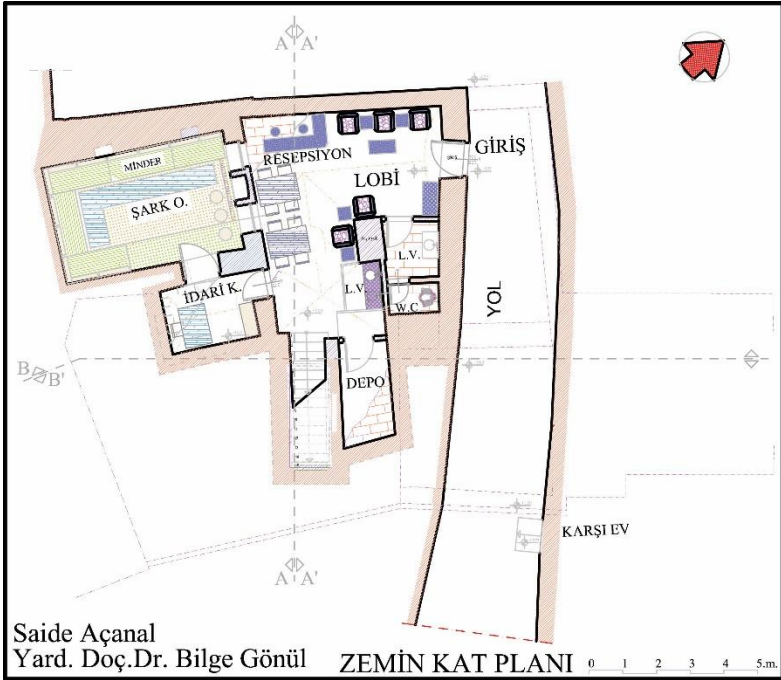 A A'
MİNDER
RESEPSİYON
GİRİŞ
LOBİ
ŞARK O.
L.V.
İDARİ K.
L.V.
W.C
YOL
B B'
DEPO
KARŞI EV
A A'
Saide Açanal
Yard. Doç.Dr. Bilge Gönül
ZEMİN KAT PLANI
0 1 2 3 4 5.m.